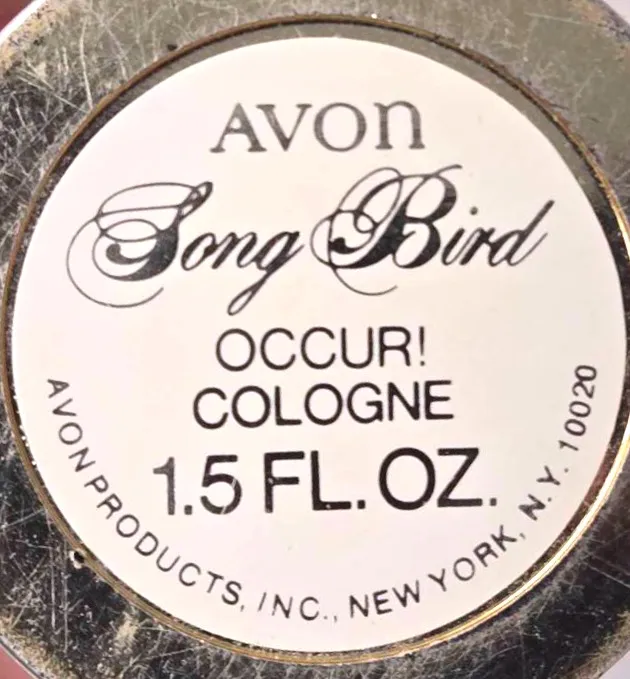 AVON
Song Bird
OCCUR!
COLOGNE
1.5 FL. OZ.
AVON PRODUCTS, INC., NEW YORK, N.Y. 10020